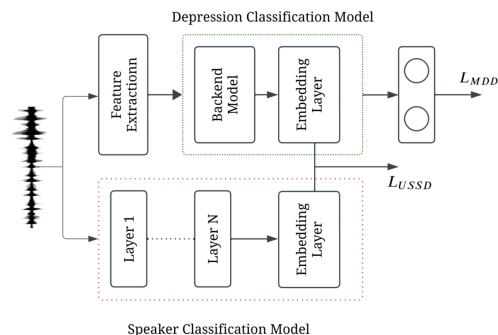 Depression Classification Model
Feature
Extractionn
Backend
Model
Embedding
Layer
L_MDD
L_USSD
Layer 1
Layer N
Embedding
Layer
Speaker Classification Model